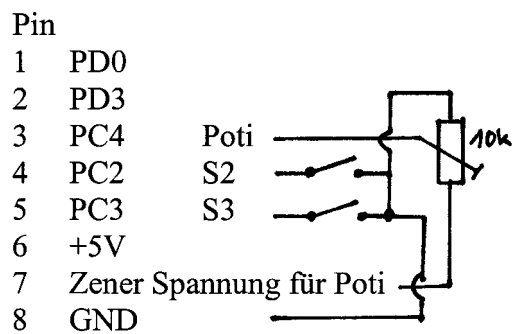 Pin
1 PD0
2 PD3
3 PC4 Poti 10k
4 PC2 S2
5 PC3 S3
6 +5V
7 Zener Spannung für Poti
8 GND